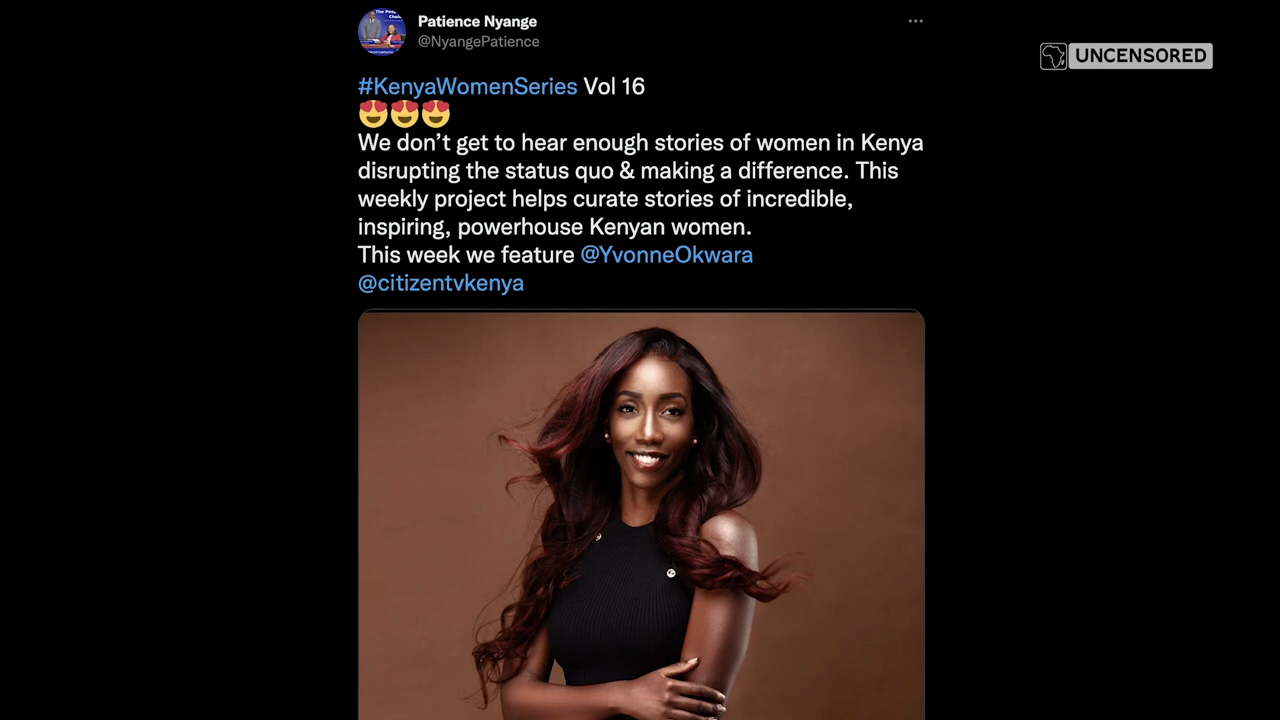 Patience Nyange
@NyangePatience
UNCENSORED
#KenyaWomenSeries Vol 16
😍😍😍
We don’t get to hear enough stories of women in Kenya
disrupting the status quo & making a difference. This
weekly project helps curate stories of incredible,
inspiring, powerhouse Kenyan women.
This week we feature @YvonneOkwara
@citizentvkenya